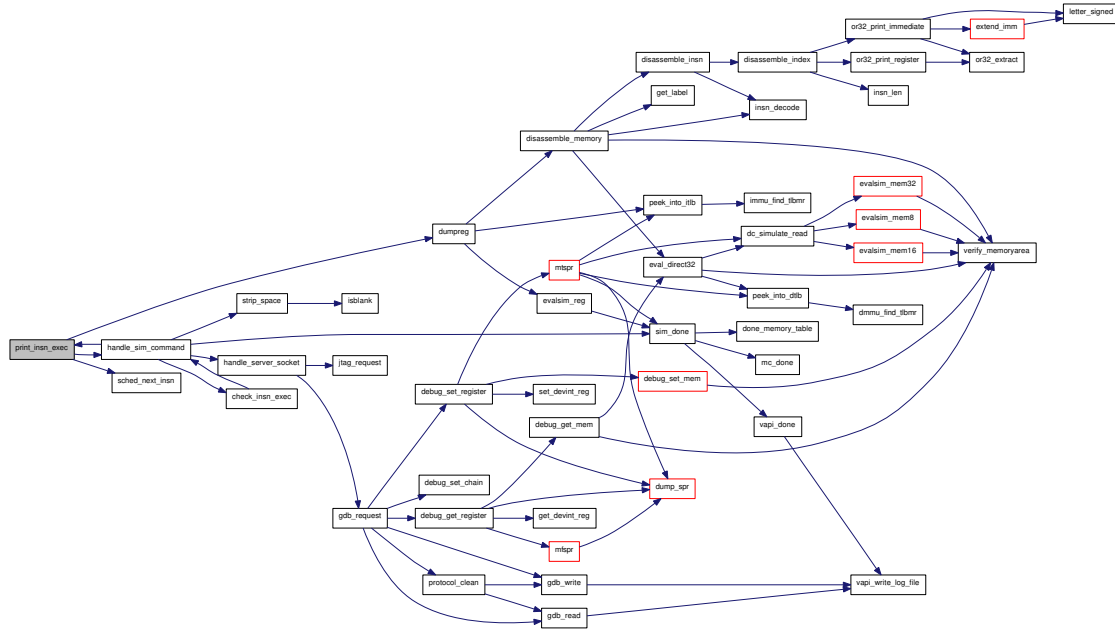 letter_signed
or32_print_immediate
extend_imm
disassemble_insn
disassemble_index
or32_print_register
or32_extract
get_label
insn_decode
insn_len
disassemble_memory
evalsim_mem32
peek_into_itlb
immu_find_tlbmr
evalsim_mem8
dumpreg
dc_simulate_read
evalsim_mem16
verify_memoryarea
mtspr
eval_direct32
peek_into_dtlb
strip_space
isblank
evalsim_reg
dmmu_find_tlbmr
sim_done
done_memory_table
print_insn_exec
handle_sim_command
handle_server_socket
jtag_request
mc_done
sched_next_insn
check_insn_exec
debug_set_register
set_devint_reg
debug_set_mem
debug_get_mem
vapi_done
debug_set_chain
dump_spr
gdb_request
debug_get_register
get_devint_reg
mfspr
protocol_clean
gdb_write
vapi_write_log_file
gdb_read